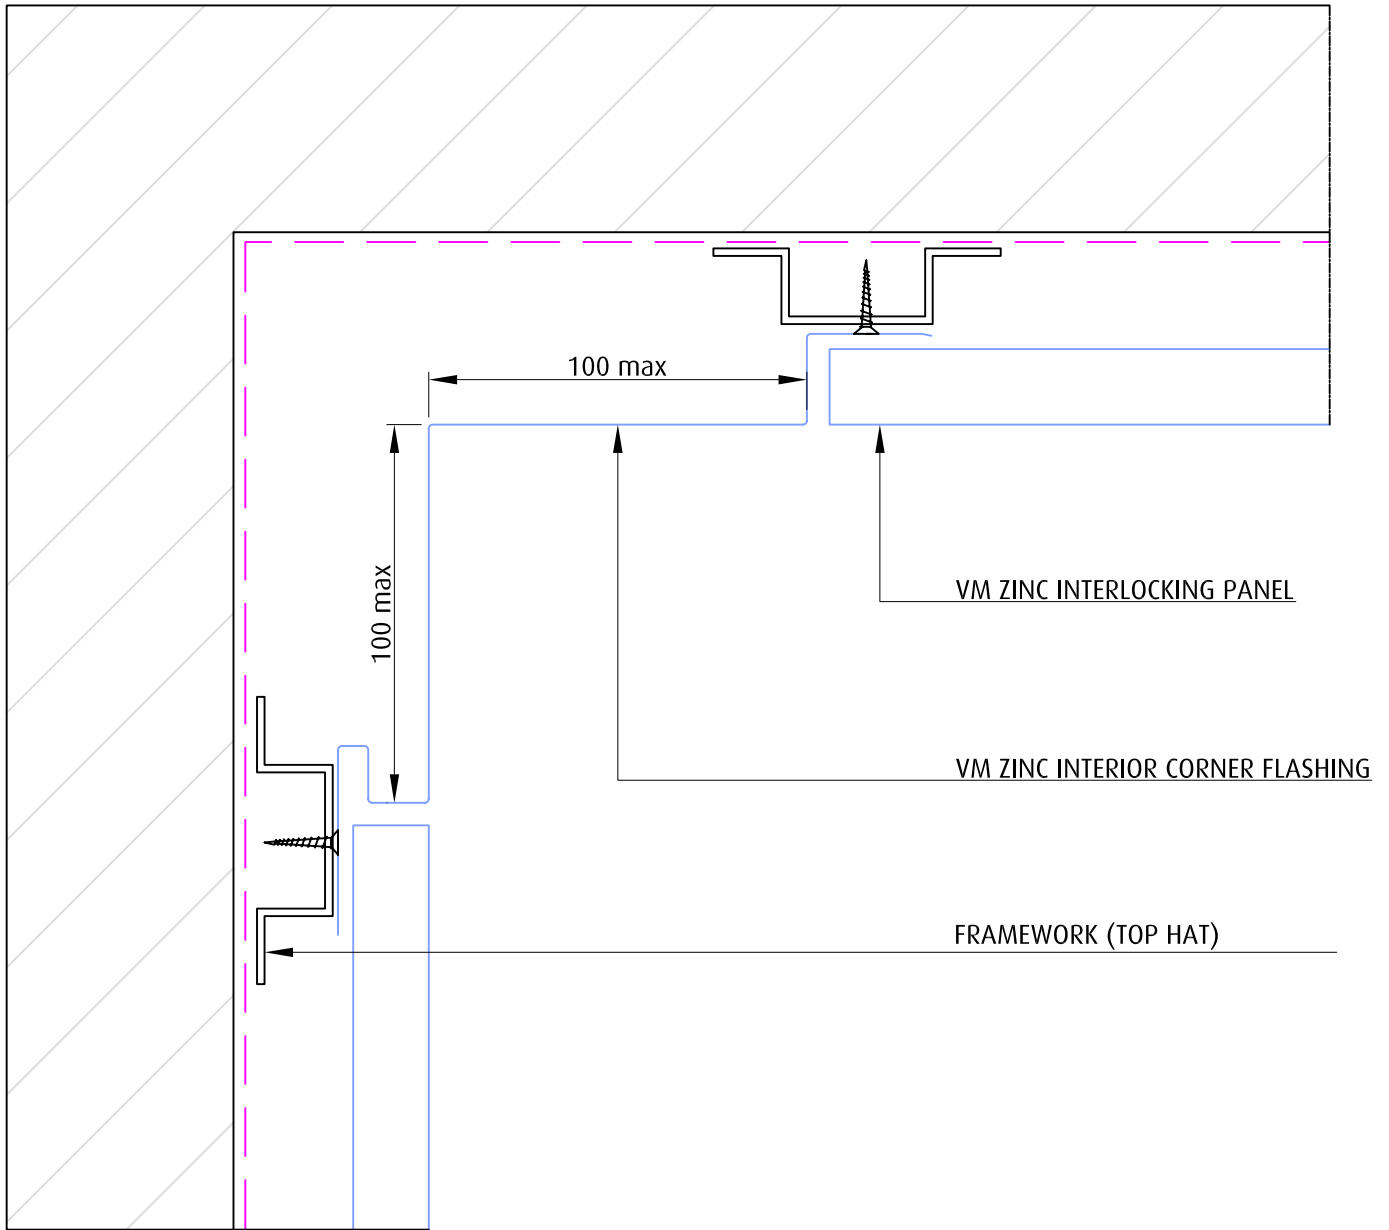 100 max
100 max
VM ZINC INTERLOCKING PANEL
VM ZINC INTERIOR CORNER FLASHING
FRAMEWORK (TOP HAT)